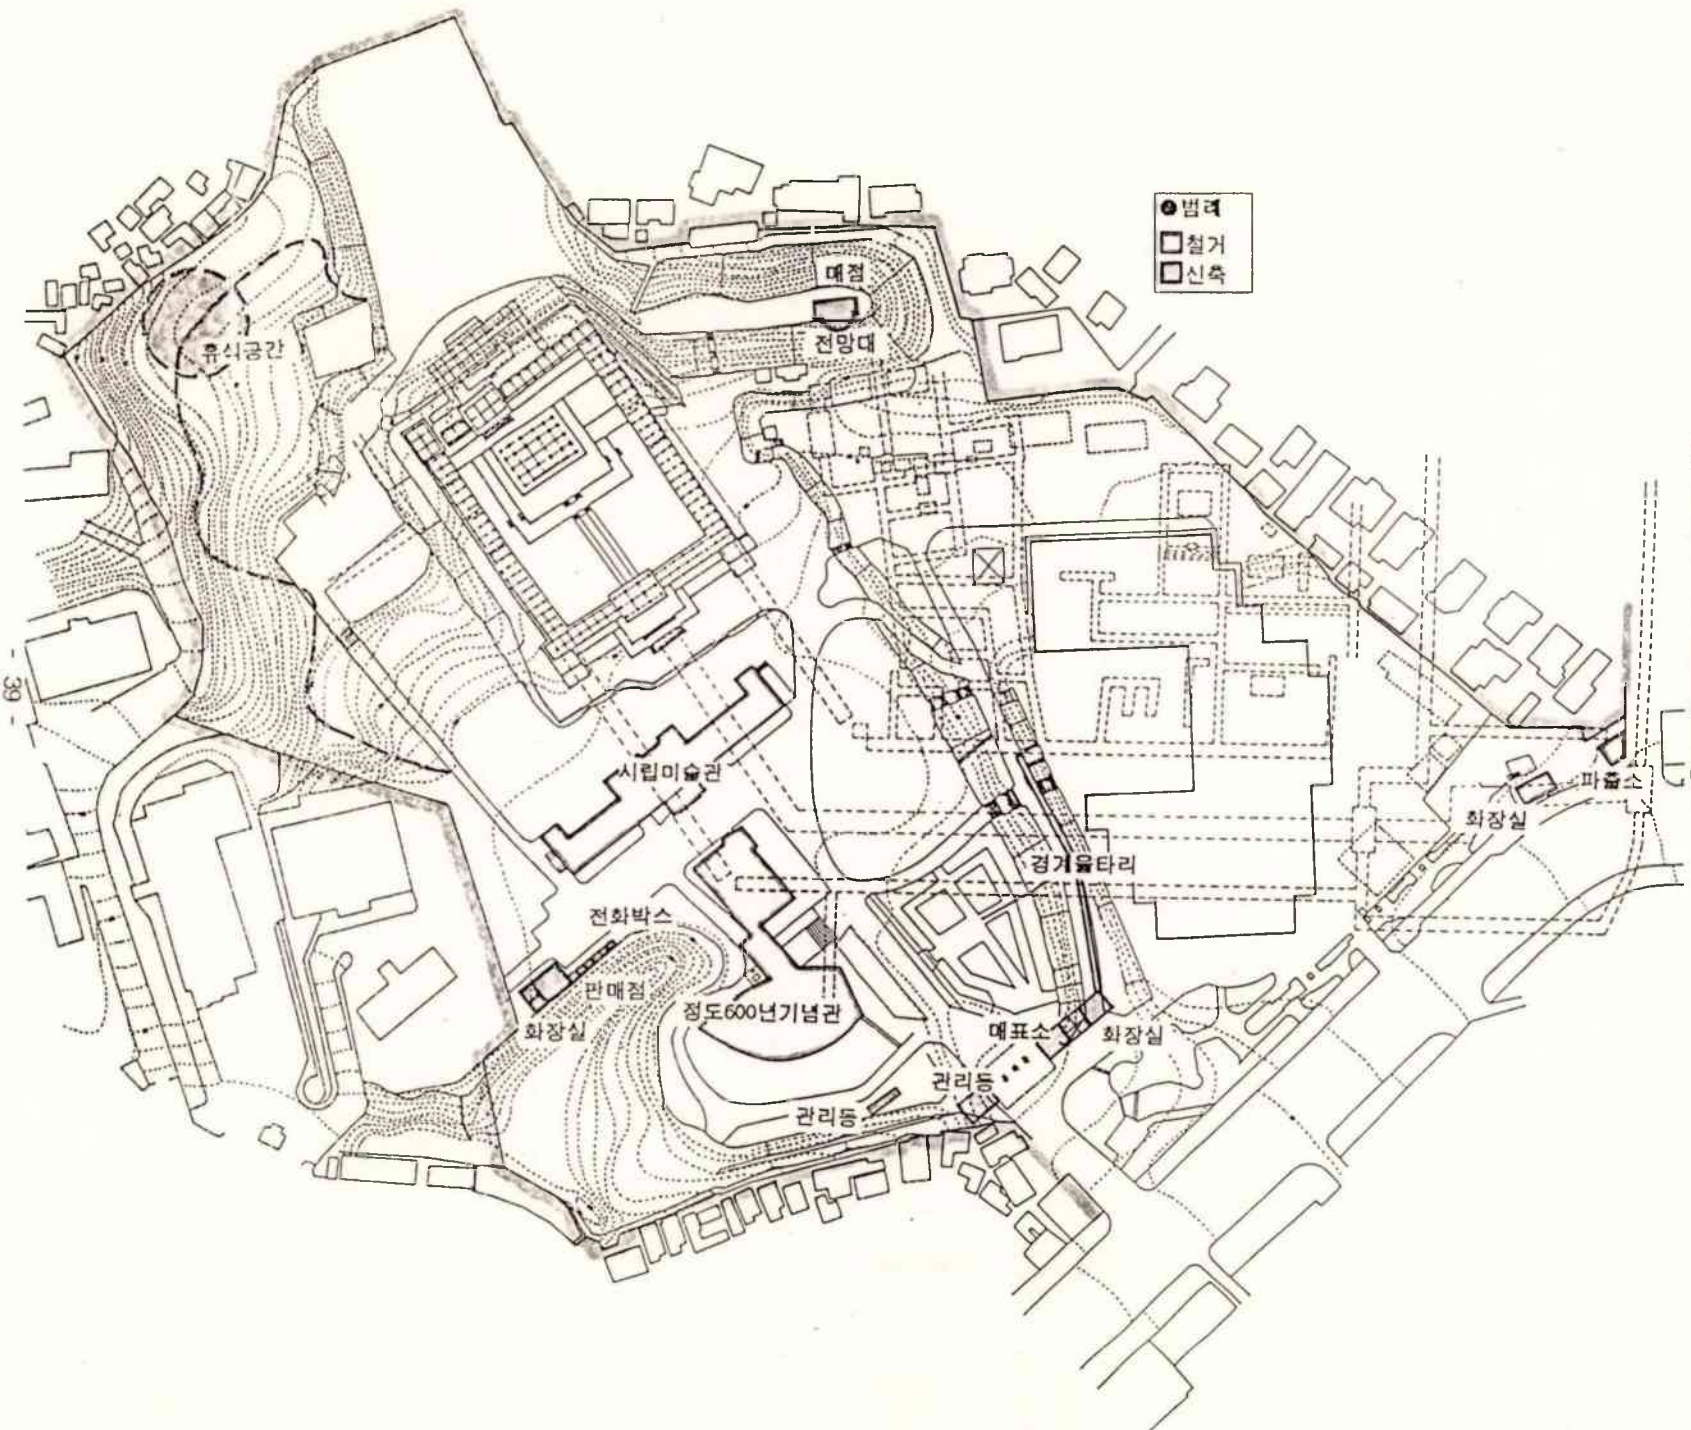 범례
철거
신축
매점
전망대
휴식공간
시립미술관
파출소
화장실
경계울타리
전화박스
판매점
화장실
정도600년기념관
매표소
화장실
관리동
관리동
- 39 -